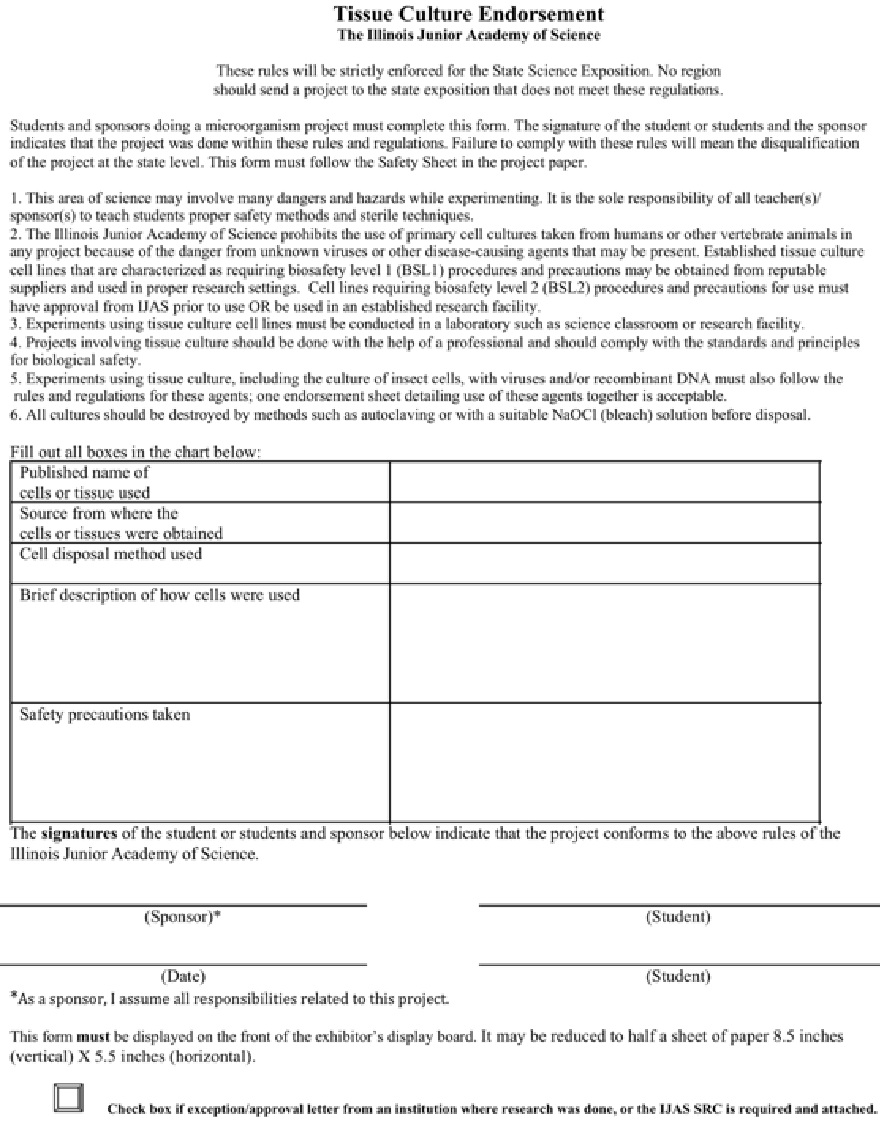 Tissue Culture Endorsement
The Illinois Junior Academy of Science
These rules will be strictly enforced for the State Science Exposition. No region
should send a project to the state exposition that does not meet these regulations.
Students and sponsors doing a microorganism project must complete this form. The signature of the student or students and the sponsor
indicates that the project was done within these rules and regulations. Failure to comply with these rules will mean the disqualification
of the project at the state level. This form must follow the Safety Sheet in the project paper.
1. This area of science may involve many dangers and hazards while experimenting. It is the sole responsibility of all teacher(s)/
sponsor(s) to teach students proper safety methods and sterile techniques.
2. The Illinois Junior Academy of Science prohibits the use of primary cell cultures taken from humans or other vertebrate animals in
any project because of the danger from unknown viruses or other disease-causing agents that may be present. Established tissue culture
cell lines that are characterized as requiring biosafety level 1 (BSL1) procedures and precautions may be obtained from reputable
suppliers and used in proper research settings. Cell lines requiring biosafety level 2 (BSL2) procedures and precautions for use must
have approval from IJAS prior to use OR be used in an established research facility.
3. Experiments using tissue culture cell lines must be conducted in a laboratory such as science classroom or research facility.
4. Projects involving tissue culture should be done with the help of a professional and should comply with the standards and principles
for biological safety.
5. Experiments using tissue culture, including the culture of insect cells, with viruses and/or recombinant DNA must also follow the
rules and regulations for these agents; one endorsement sheet detailing use of these agents together is acceptable.
6. All cultures should be destroyed by methods such as autoclaving or with a suitable NaOCl (bleach) solution before disposal.
Fill out all boxes in the chart below:
Published name of
cells or tissue used
Source from where the
cells or tissues were obtained
Cell disposal method used
Brief description of how cells were used
Safety precautions taken
The signatures of the student or students and sponsor below indicate that the project conforms to the above rules of the
Illinois Junior Academy of Science.
(Sponsor)* (Student)
(Date) (Student)
*As a sponsor, I assume all responsibilities related to this project.
This form must be displayed on the front of the exhibitor's display board. It may be reduced to half a sheet of paper 8.5 inches
(vertical) X 5.5 inches (horizontal).
Check box if exception/approval letter from an institution where research was done, or the IJAS SRC is required and attached.